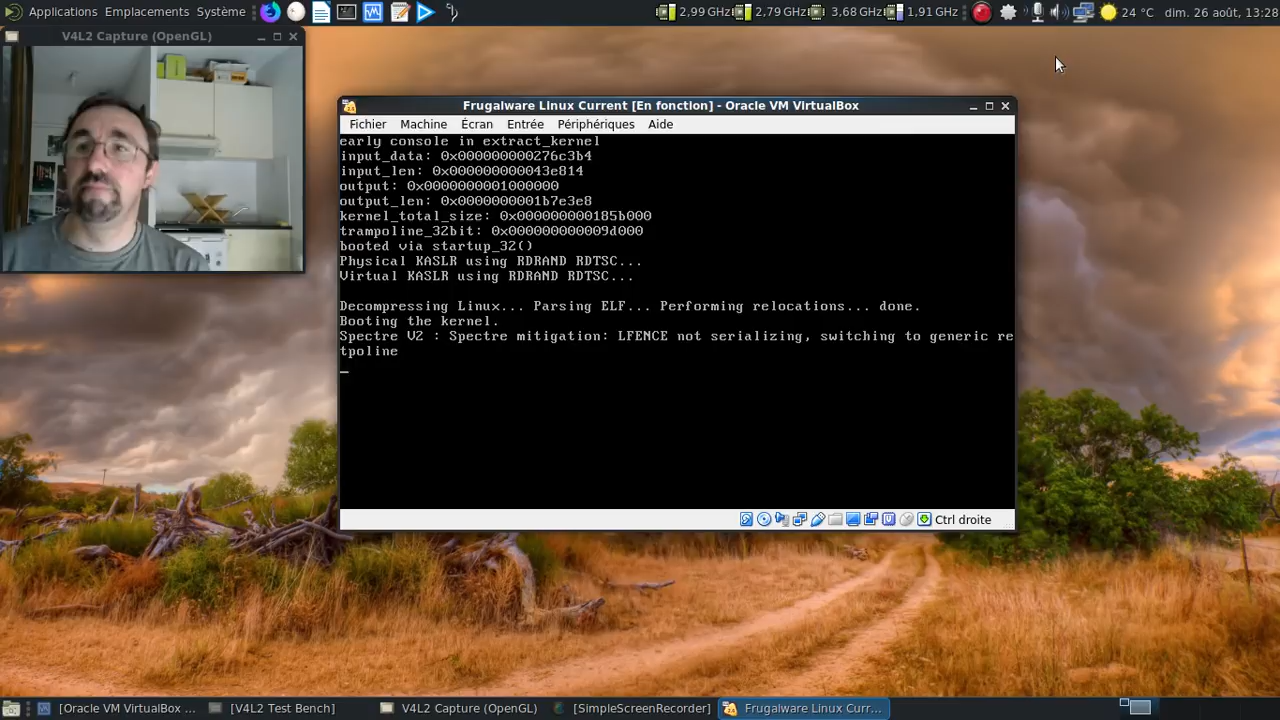 Applications Emplacements Système
2,99 GHz 2,79 GHz 3,68 GHz 1,91 GHz 24 °C dim. 26 août, 13:28
V4L2 Capture (OpenGL)
Frugalware Linux Current [En fonction] - Oracle VM VirtualBox
Fichier Machine Écran Entrée Périphériques Aide
early console in extract_kernel
input_data: 0x000000000276c3b4
input_len: 0x000000000043e814
output: 0x0000000001000000
output_len: 0x0000000001b7e3e8
kernel_total_size: 0x000000000185b000
trampoline_32bit: 0x000000000009d000
booted via startup_32()
Physical KASLR using RDRAND RDTSC...
Virtual KASLR using RDRAND RDTSC...
Decompressing Linux... Parsing ELF... Performing relocations... done.
Booting the kernel.
Spectre V2 : Spectre mitigation: LFENCE not serializing, switching to generic re
tpoline
_
Ctrl droite
[Oracle VM VirtualBox ... [V4L2 Test Bench] V4L2 Capture (OpenGL) [SimpleScreenRecorder] Frugalware Linux Curr...